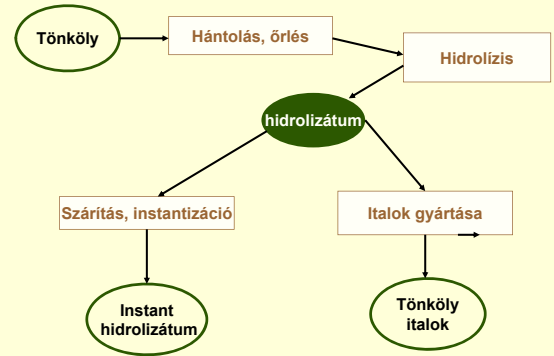 Tönköly
Hántolás, őrlés
Hidrolízis
hidrolizátum
Szárítás, instantizáció
Italok gyártása
Instant
hidrolizátum
Tönköly
italok